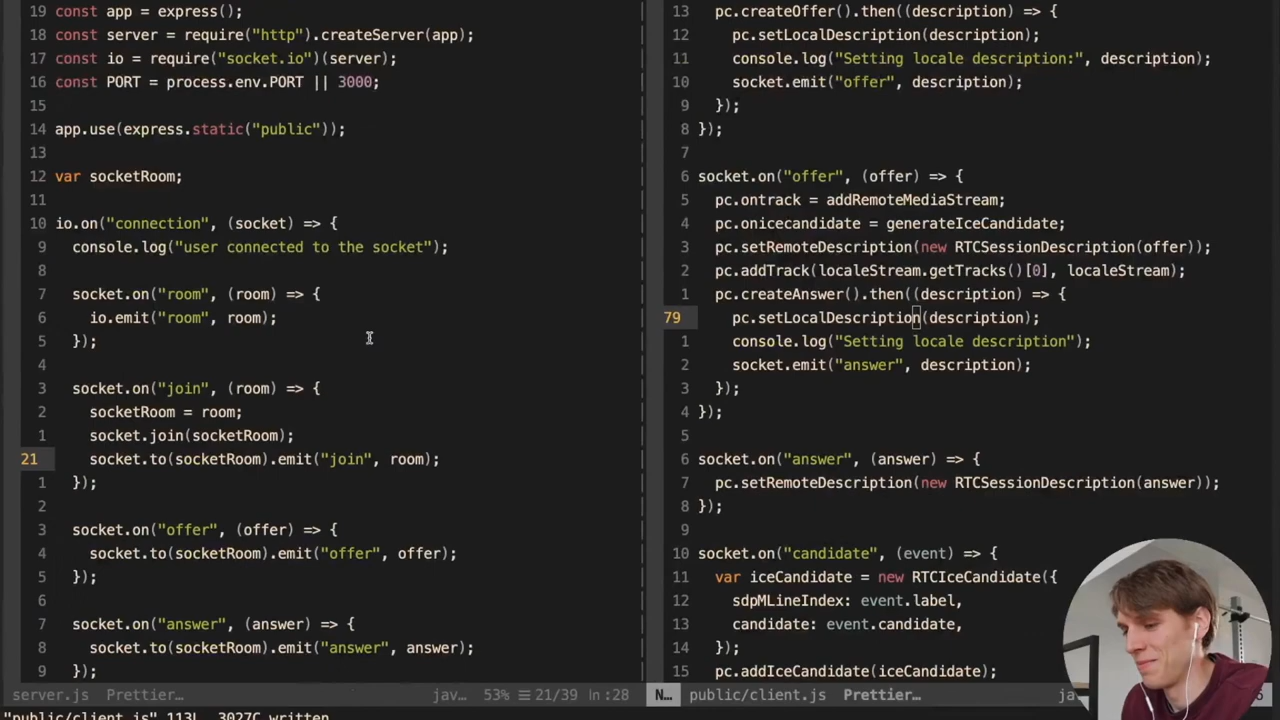 19 const app = express();
18 const server = require("http").createServer(app);
17 const io = require("socket.io")(server);
16 const PORT = process.env.PORT || 3000;
15
14 app.use(express.static("public"));
13
12 var socketRoom;
11
10 io.on("connection", (socket) => {
9 console.log("user connected to the socket");
8
7 socket.on("room", (room) => {
6 io.emit("room", room);
5 });
4
3 socket.on("join", (room) => {
2 socketRoom = room;
1 socket.join(socketRoom);
21 socket.to(socketRoom).emit("join", room);
1 });
2
3 socket.on("offer", (offer) => {
4 socket.to(socketRoom).emit("offer", offer);
5 });
6
7 socket.on("answer", (answer) => {
8 socket.to(socketRoom).emit("answer", answer);
9 });
server.js Prettier… jav… 53% ☰ 21/39 ln:28
"public/client.js" 113L, 3027C written
13 pc.createOffer().then((description) => {
12 pc.setLocalDescription(description);
11 console.log("Setting locale description:", description);
10 socket.emit("offer", description);
9 });
8 });
7
6 socket.on("offer", (offer) => {
5 pc.ontrack = addRemoteMediaStream;
4 pc.onicecandidate = generateIceCandidate;
3 pc.setRemoteDescription(new RTCSessionDescription(offer));
2 pc.addTrack(localeStream.getTracks()[0], localeStream);
1 pc.createAnswer().then((description) => {
79 pc.setLocalDescription(description);
1 console.log("Setting locale description");
2 socket.emit("answer", description);
3 });
4 });
5
6 socket.on("answer", (answer) => {
7 pc.setRemoteDescription(new RTCSessionDescription(answer));
8 });
9
10 socket.on("candidate", (event) => {
11 var iceCandidate = new RTCIceCandidate({
12 sdpMLineIndex: event.label,
13 candidate: event.candidate,
14 });
15 pc.addIceCandidate(iceCandidate);
N… public/client.js Prettier… ja